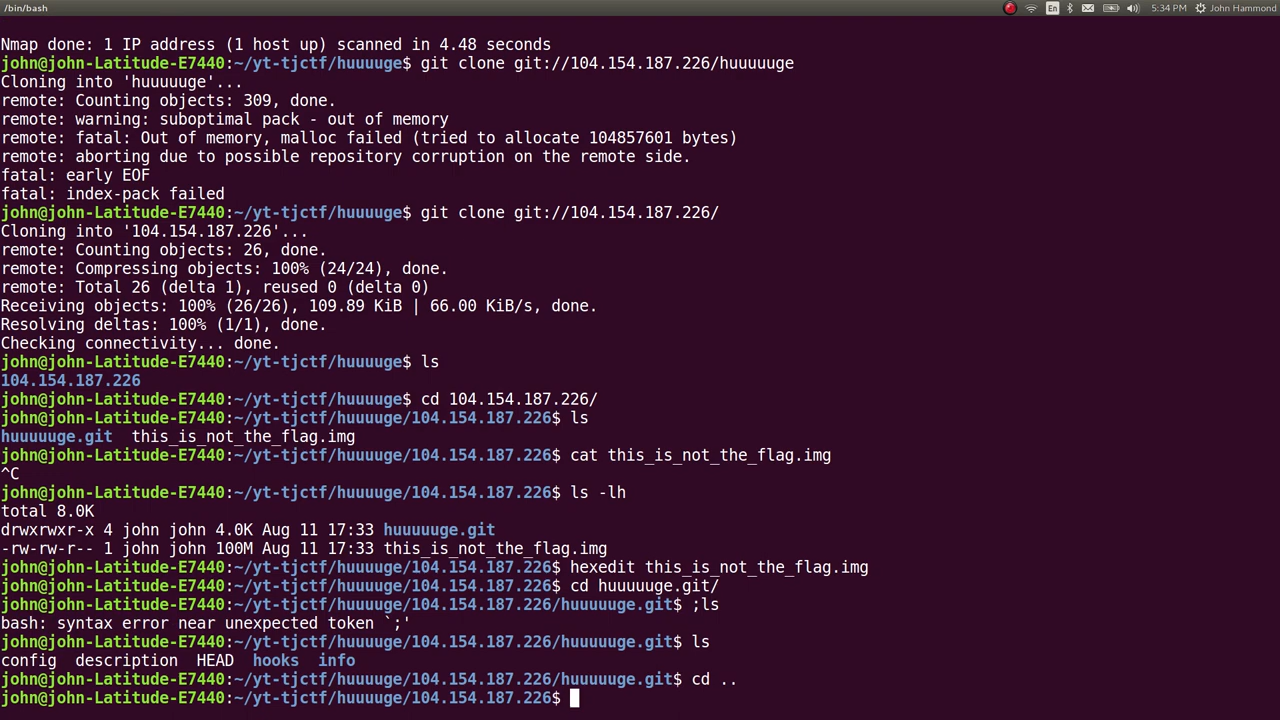 /bin/bash
En
5:34 PM
John Hammond
Nmap done: 1 IP address (1 host up) scanned in 4.48 seconds
john@john-Latitude-E7440:~/yt-tjctf/huuuuge$ git clone git://104.154.187.226/huuuuuge
Cloning into 'huuuuuge'...
remote: Counting objects: 309, done.
remote: warning: suboptimal pack - out of memory
remote: fatal: Out of memory, malloc failed (tried to allocate 104857601 bytes)
remote: aborting due to possible repository corruption on the remote side.
fatal: early EOF
fatal: index-pack failed
john@john-Latitude-E7440:~/yt-tjctf/huuuuge$ git clone git://104.154.187.226/
Cloning into '104.154.187.226'...
remote: Counting objects: 26, done.
remote: Compressing objects: 100% (24/24), done.
remote: Total 26 (delta 1), reused 0 (delta 0)
Receiving objects: 100% (26/26), 109.89 KiB | 66.00 KiB/s, done.
Resolving deltas: 100% (1/1), done.
Checking connectivity... done.
john@john-Latitude-E7440:~/yt-tjctf/huuuuge$ ls
104.154.187.226
john@john-Latitude-E7440:~/yt-tjctf/huuuuge$ cd 104.154.187.226/
john@john-Latitude-E7440:~/yt-tjctf/huuuuge/104.154.187.226$ ls
huuuuuge.git  this_is_not_the_flag.img
john@john-Latitude-E7440:~/yt-tjctf/huuuuge/104.154.187.226$ cat this_is_not_the_flag.img
^C
john@john-Latitude-E7440:~/yt-tjctf/huuuuge/104.154.187.226$ ls -lh
total 8.0K
drwxrwxr-x 4 john john 4.0K Aug 11 17:33 huuuuuge.git
-rw-rw-r-- 1 john john 100M Aug 11 17:33 this_is_not_the_flag.img
john@john-Latitude-E7440:~/yt-tjctf/huuuuge/104.154.187.226$ hexedit this_is_not_the_flag.img
john@john-Latitude-E7440:~/yt-tjctf/huuuuge/104.154.187.226$ cd huuuuuge.git/
john@john-Latitude-E7440:~/yt-tjctf/huuuuge/104.154.187.226/huuuuuge.git$ ;ls
bash: syntax error near unexpected token `;'
john@john-Latitude-E7440:~/yt-tjctf/huuuuge/104.154.187.226/huuuuuge.git$ ls
config  description  HEAD  hooks  info
john@john-Latitude-E7440:~/yt-tjctf/huuuuge/104.154.187.226/huuuuuge.git$ cd ..
john@john-Latitude-E7440:~/yt-tjctf/huuuuge/104.154.187.226$